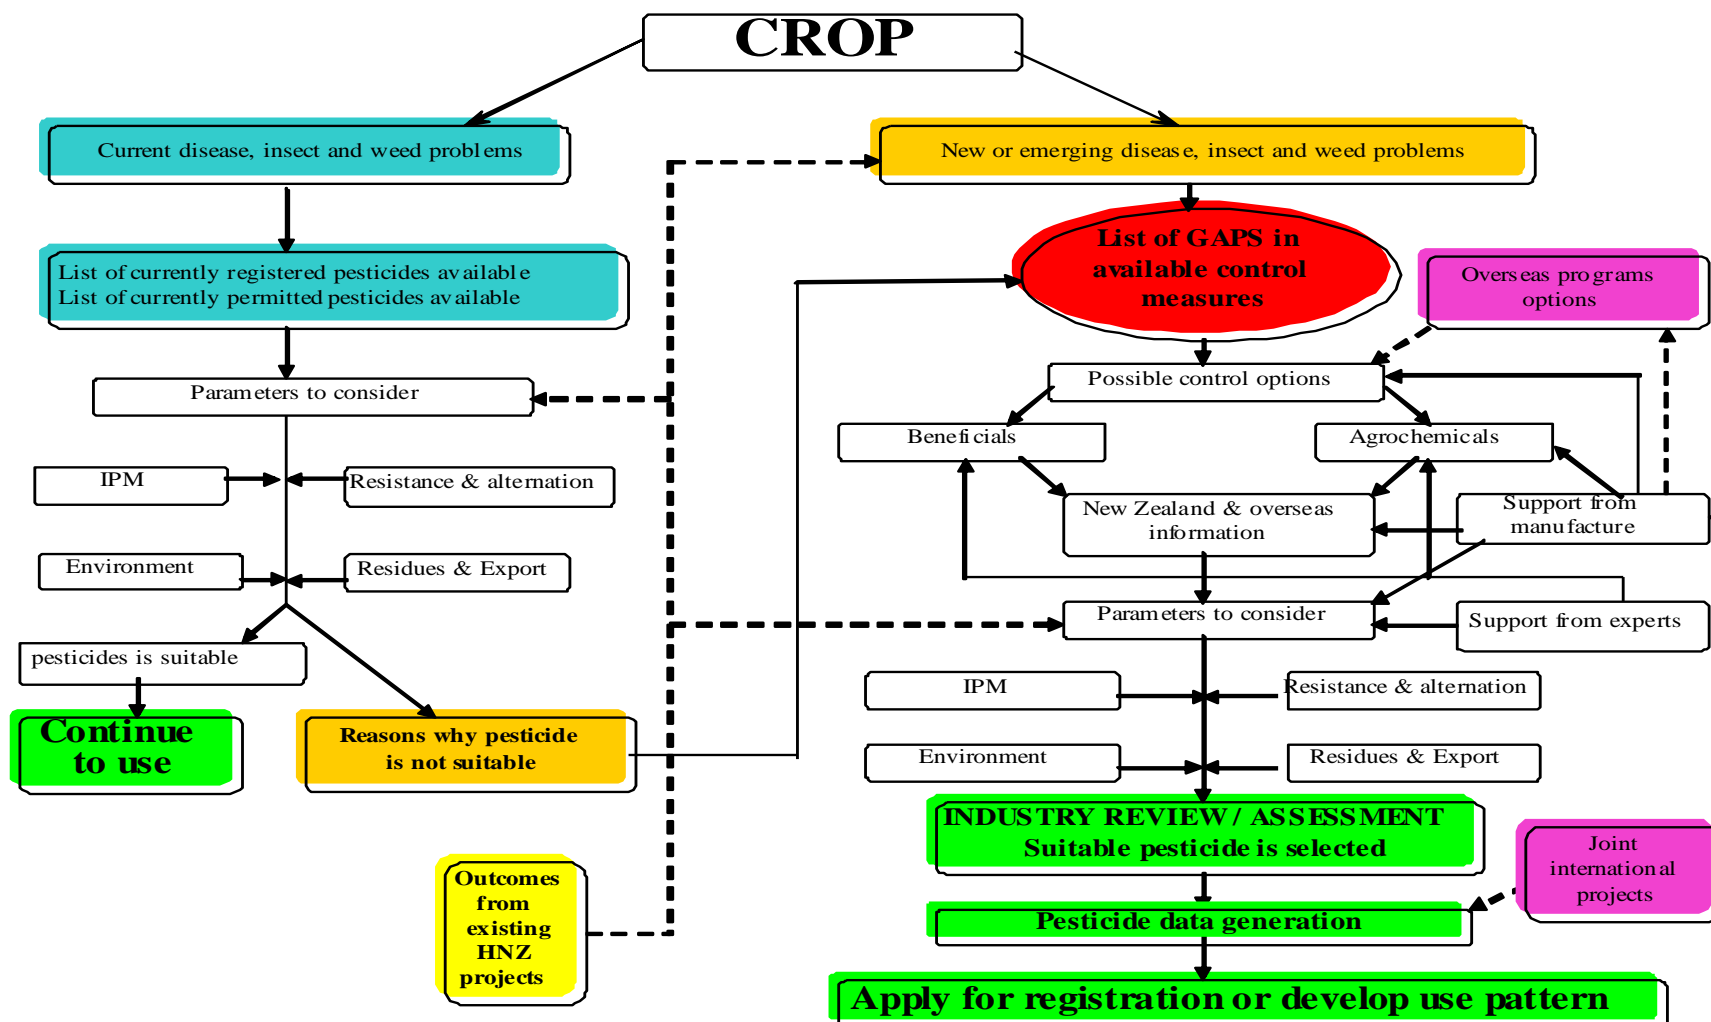 CROP
Current disease, insect and weed problems
New or emerging disease, insect and weed problems
List of currently registered pesticides available
List of currently permitted pesticides available
List of GAPS in
available control
measures
Overseas programs
options
Parameters to consider
Possible control options
Beneficials
Agrochemicals
IPM
Resistance & alternation
New Zealand & overseas
information
Support from
manufacture
Environment
Residues & Export
Parameters to consider
Support from experts
pesticides is suitable
IPM
Resistance & alternation
Continue
to use
Reasons why pesticide
is not suitable
Environment
Residues & Export
INDUSTRY REVIEW / ASSESSMENT
Suitable pesticide is selected
Outcomes
from
existing
HNZ
projects
Joint
international
projects
Pesticide data generation
Apply for registration or develop use pattern